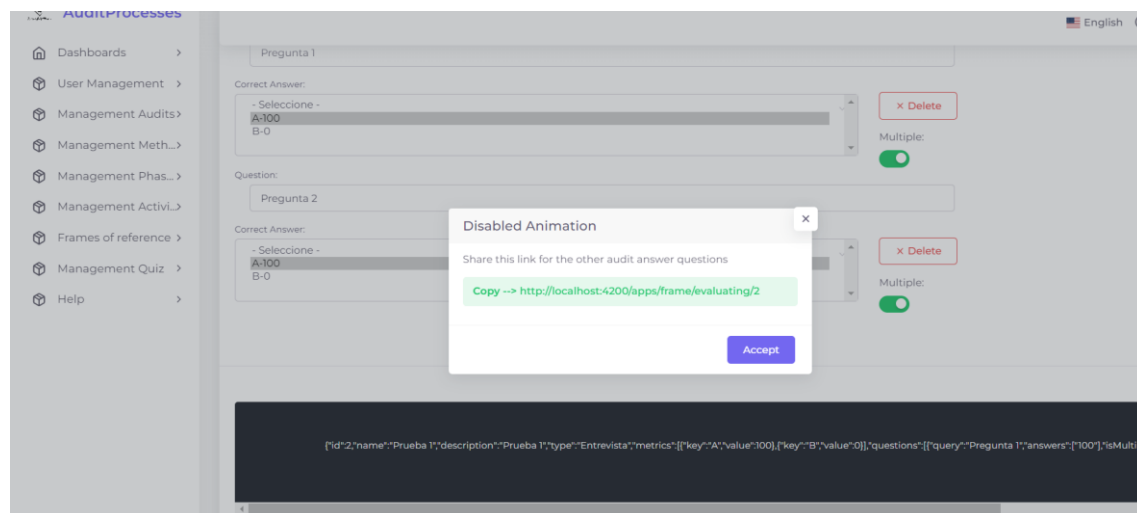 AuditProcesses
English
Dashboards
User Management
Management Audits
Management Meth...
Management Phas...
Management Activi...
Frames of reference
Management Quiz
Help
Pregunta 1
Correct Answer:
- Seleccione -
A-100
B-0
× Delete
Multiple:
Question:
Pregunta 2
Correct Answer:
- Seleccione -
A-100
B-0
× Delete
Multiple:
Disabled Animation
×
Share this link for the other audit answer questions
Copy --> http://localhost:4200/apps/frame/evaluating/2
Accept
{"id":2,"name":"Prueba 1","description":"Prueba 1","type":"Entrevista","metrics":[{"key":"A","value":100},{"key":"B","value":0}],"questions":[{"query":"Pregunta 1","answers":["100"],"isMulti